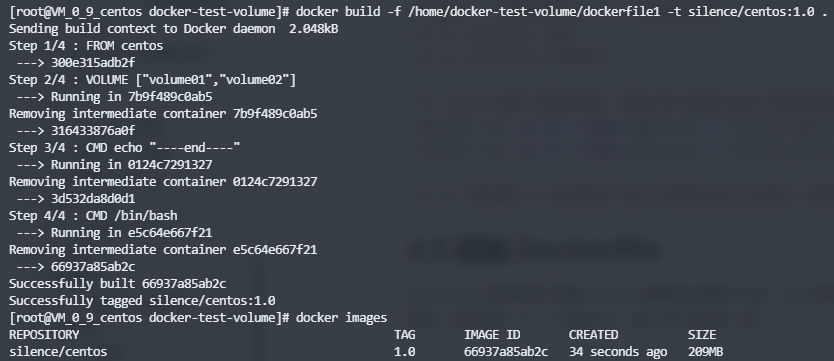 [root@VM_0_9_centos docker-test-volume]# docker build -f /home/docker-test-volume/dockerfile1 -t silence/centos:1.0 .
Sending build context to Docker daemon  2.048kB
Step 1/4 : FROM centos
 ---> 300e315adb2f
Step 2/4 : VOLUME ["volume01","volume02"]
 ---> Running in 7b9f489c0ab5
Removing intermediate container 7b9f489c0ab5
 ---> 316433876a0f
Step 3/4 : CMD echo "----end----"
 ---> Running in 0124c7291327
Removing intermediate container 0124c7291327
 ---> 3d532da8d0d1
Step 4/4 : CMD /bin/bash
 ---> Running in e5c64e667f21
Removing intermediate container e5c64e667f21
 ---> 66937a85ab2c
Successfully built 66937a85ab2c
Successfully tagged silence/centos:1.0
[root@VM_0_9_centos docker-test-volume]# docker images
REPOSITORY TAG IMAGE ID CREATED SIZE
silence/centos 1.0 66937a85ab2c 34 seconds ago 209MB